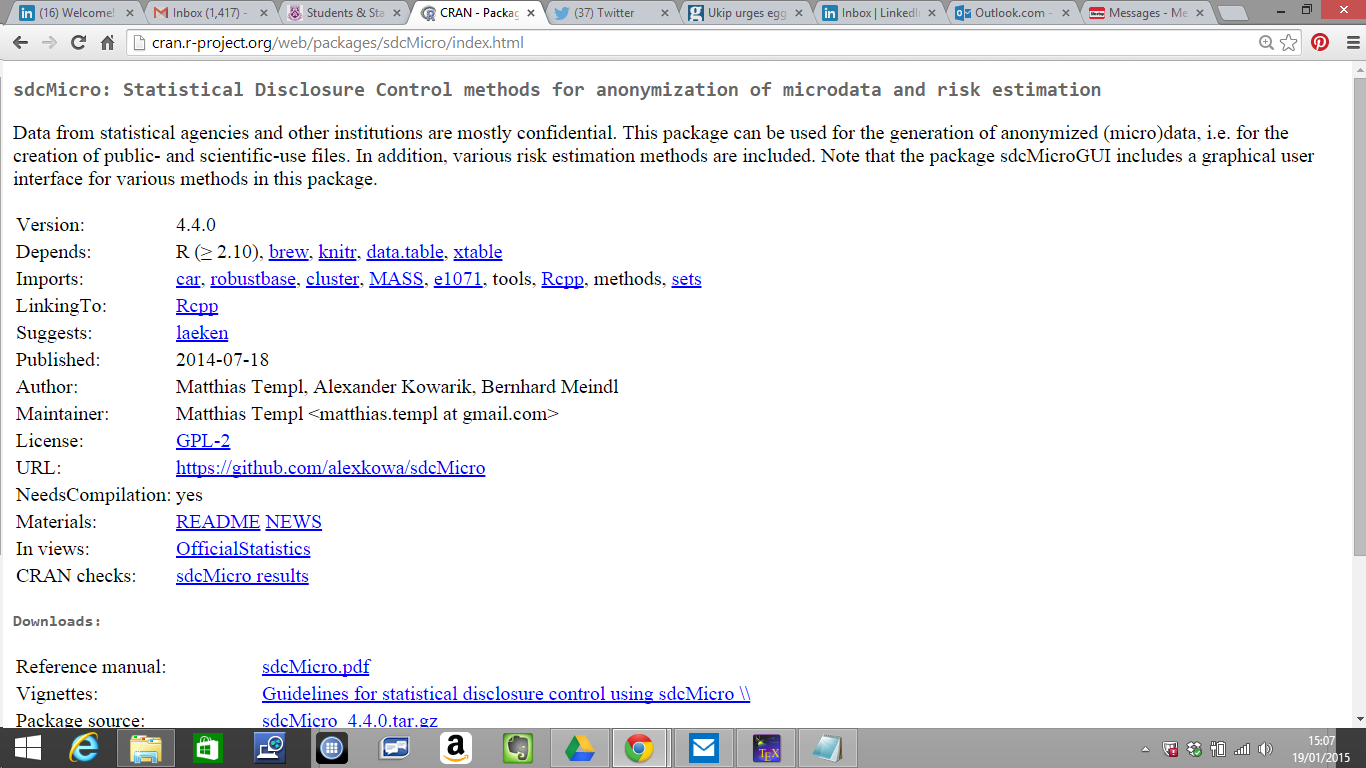 (16) Welcome!
Inbox (1,417) -
Students & Sta
CRAN - Packag
(37) Twitter
Ukip urges egg
Inbox | LinkedIn
Outlook.com -
Messages - Me
cran.r-project.org/web/packages/sdcMicro/index.html
sdcMicro: Statistical Disclosure Control methods for anonymization of microdata and risk estimation
Data from statistical agencies and other institutions are mostly confidential. This package can be used for the generation of anonymized (micro)data, i.e. for the
creation of public- and scientific-use files. In addition, various risk estimation methods are included. Note that the package sdcMicroGUI includes a graphical user
interface for various methods in this package.
Version: 4.4.0
Depends: R (≥ 2.10), brew, knitr, data.table, xtable
Imports: car, robustbase, cluster, MASS, e1071, tools, Rcpp, methods, sets
LinkingTo: Rcpp
Suggests: laeken
Published: 2014-07-18
Author: Matthias Templ, Alexander Kowarik, Bernhard Meindl
Maintainer: Matthias Templ <matthias.templ at gmail.com>
License: GPL-2
URL: https://github.com/alexkowa/sdcMicro
NeedsCompilation: yes
Materials: README NEWS
In views: OfficialStatistics
CRAN checks: sdcMicro results
Downloads:
Reference manual: sdcMicro.pdf
Vignettes: Guidelines for statistical disclosure control using sdcMicro \\
Package source: sdcMicro_4.4.0.tar.gz
15:07
19/01/2015